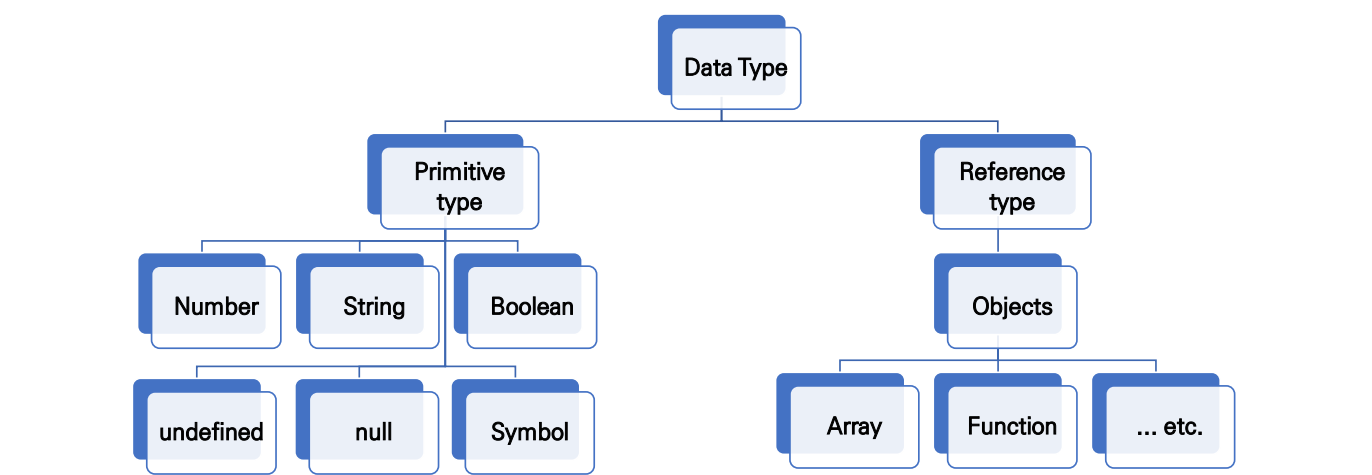 Data Type
Primitive
type
Reference
type
Number
String
Boolean
Objects
undefined
null
Symbol
Array
Function
... etc.